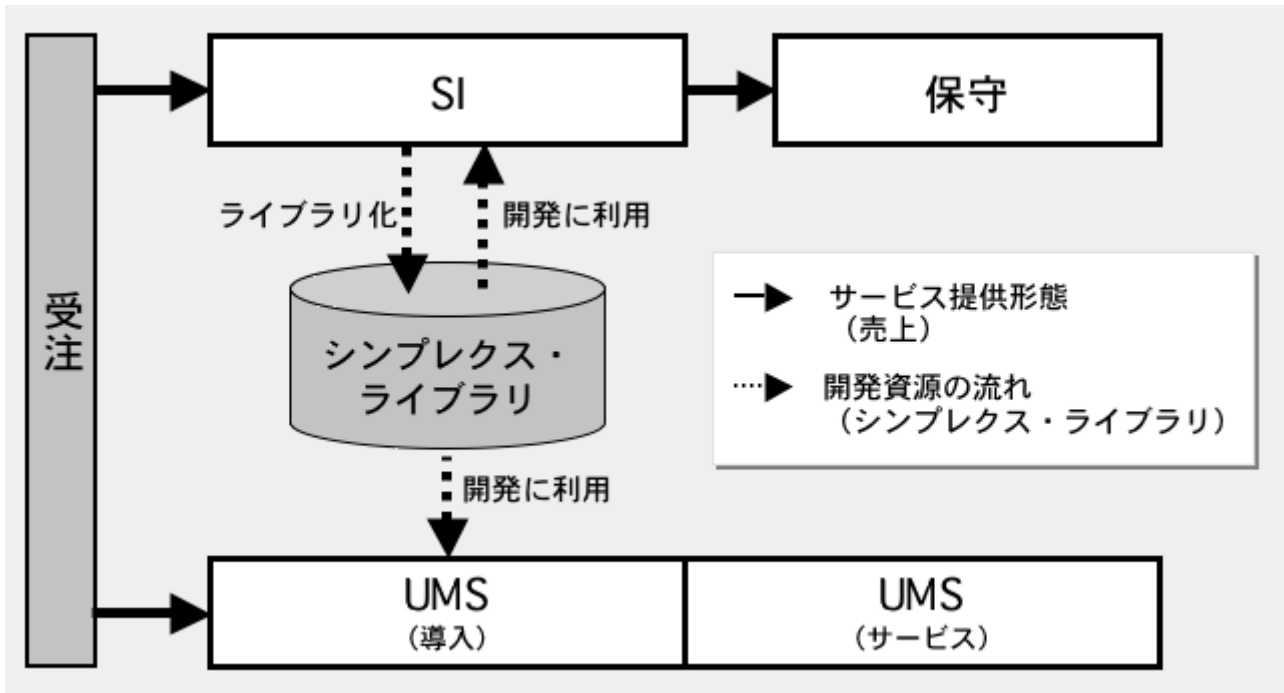 SI
保守
ライブラリ化
開発に利用
受注
シンプレクス・
ライブラリ
サービス提供形態
（売上）
開発資源の流れ
（シンプレクス・ライブラリ）
開発に利用
UMS
（導入）
UMS
（サービス）